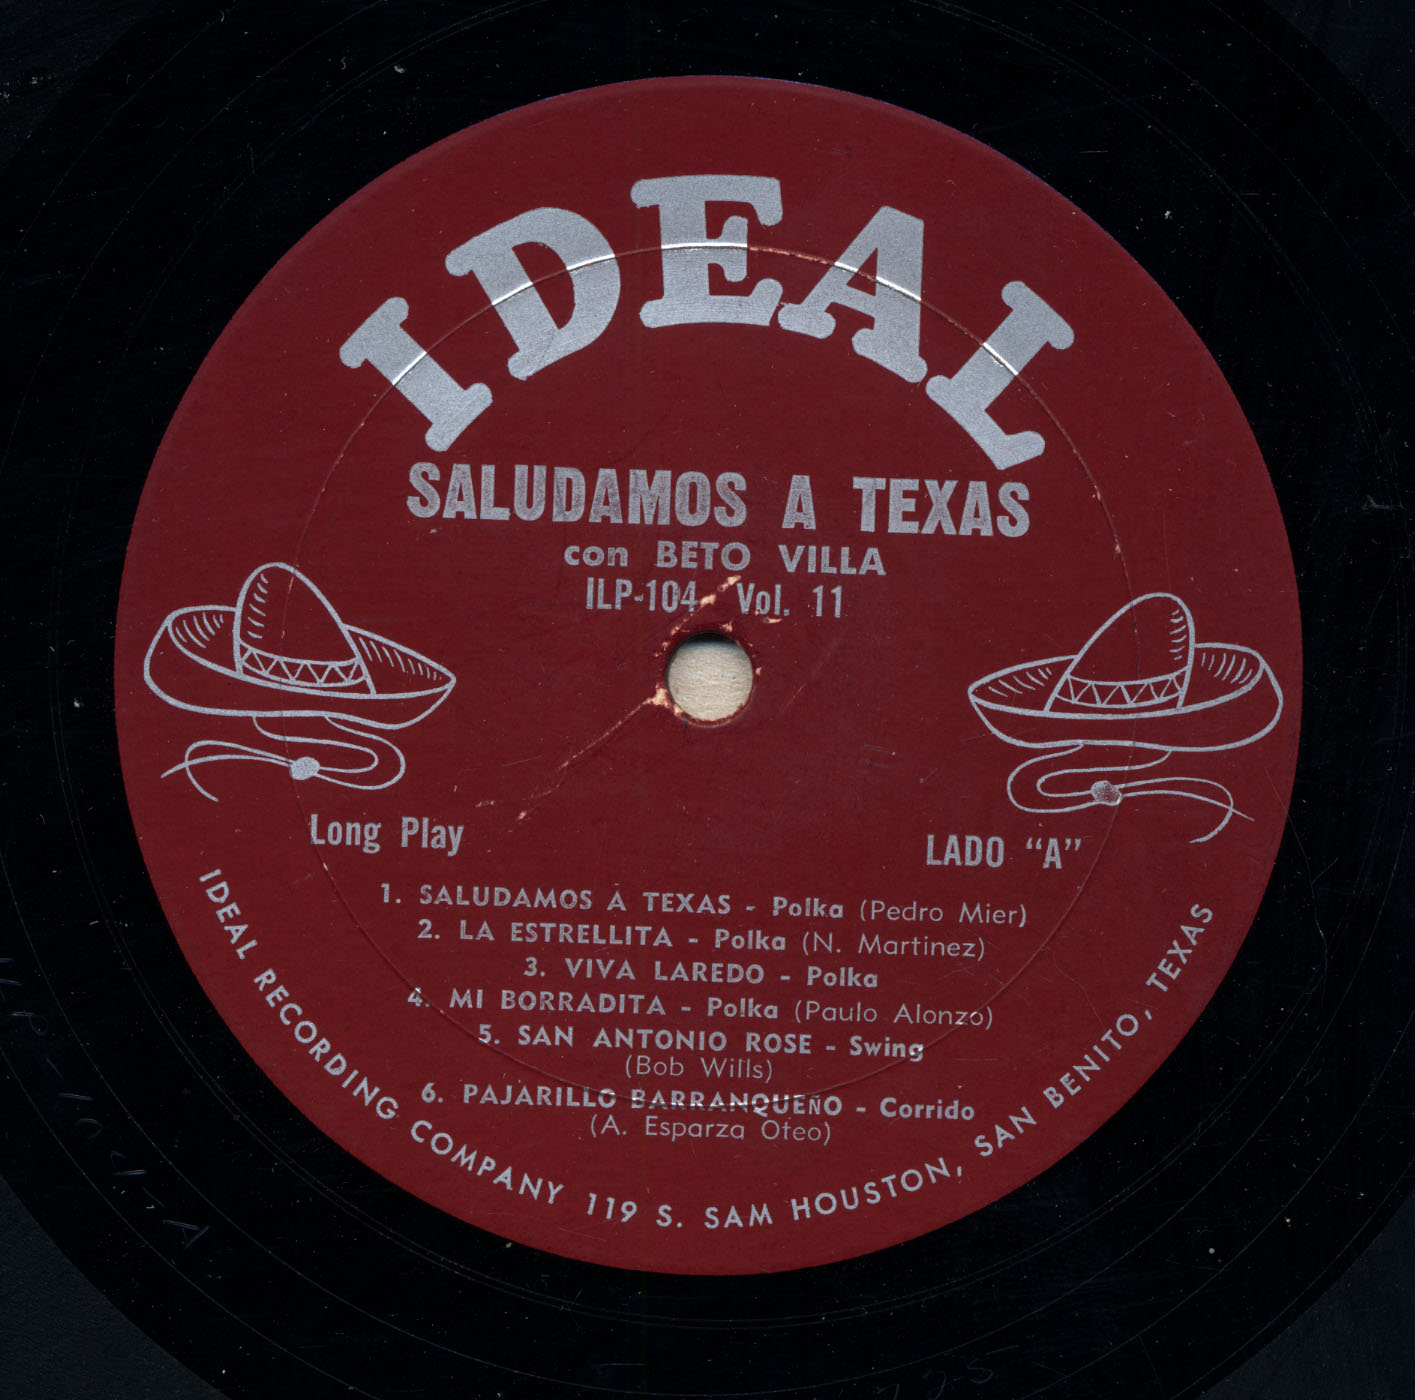 IDEAL
SALUDAMOS A TEXAS
con BETO VILLA
ILP-104 Vol. 11
Long Play
LADO "A"
1. SALUDAMOS A TEXAS - Polka (Pedro Mier)
2. LA ESTRELLITA - Polka (N. Martinez)
3. VIVA LAREDO - Polka
4. MI BORRADITA - Polka (Paulo Alonzo)
5. SAN ANTONIO ROSE - Swing
(Bob Wills)
6. PAJARILLO BARRANQUEÑO - Corrido
(A. Esparza Oteo)
IDEAL RECORDING COMPANY 119 S. SAM HOUSTON, SAN BENITO, TEXAS